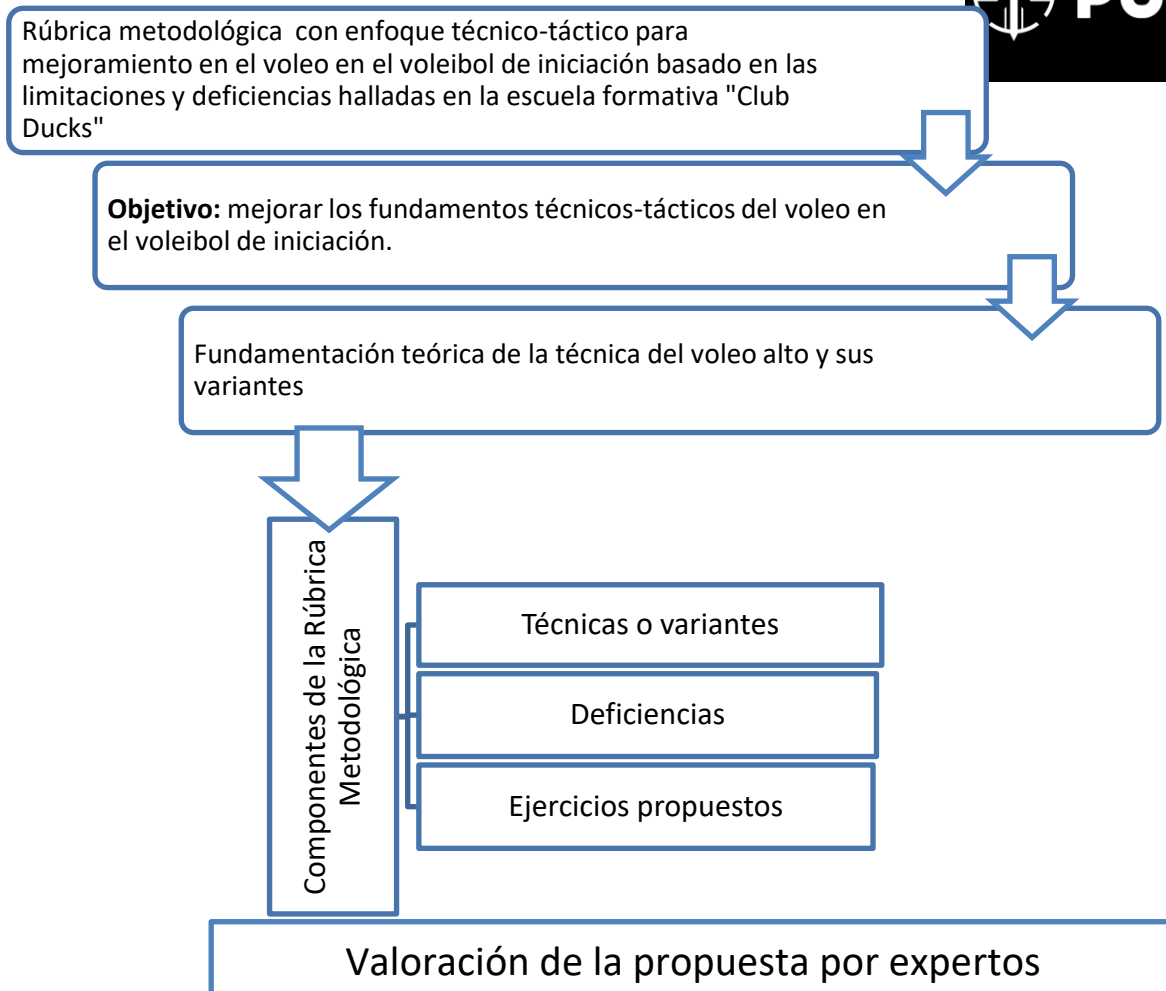 Rúbrica metodológica con enfoque técnico-táctico para
mejoramiento en el voleo en el voleibol de iniciación basado en las
limitaciones y deficiencias halladas en la escuela formativa "Club
Ducks"
Objetivo: mejorar los fundamentos técnicos-tácticos del voleo en
el voleibol de iniciación.
Fundamentación teórica de la técnica del voleo alto y sus
variantes
Componentes de la Rúbrica
Metodológica
Técnicas o variantes
Deficiencias
Ejercicios propuestos
Valoración de la propuesta por expertos